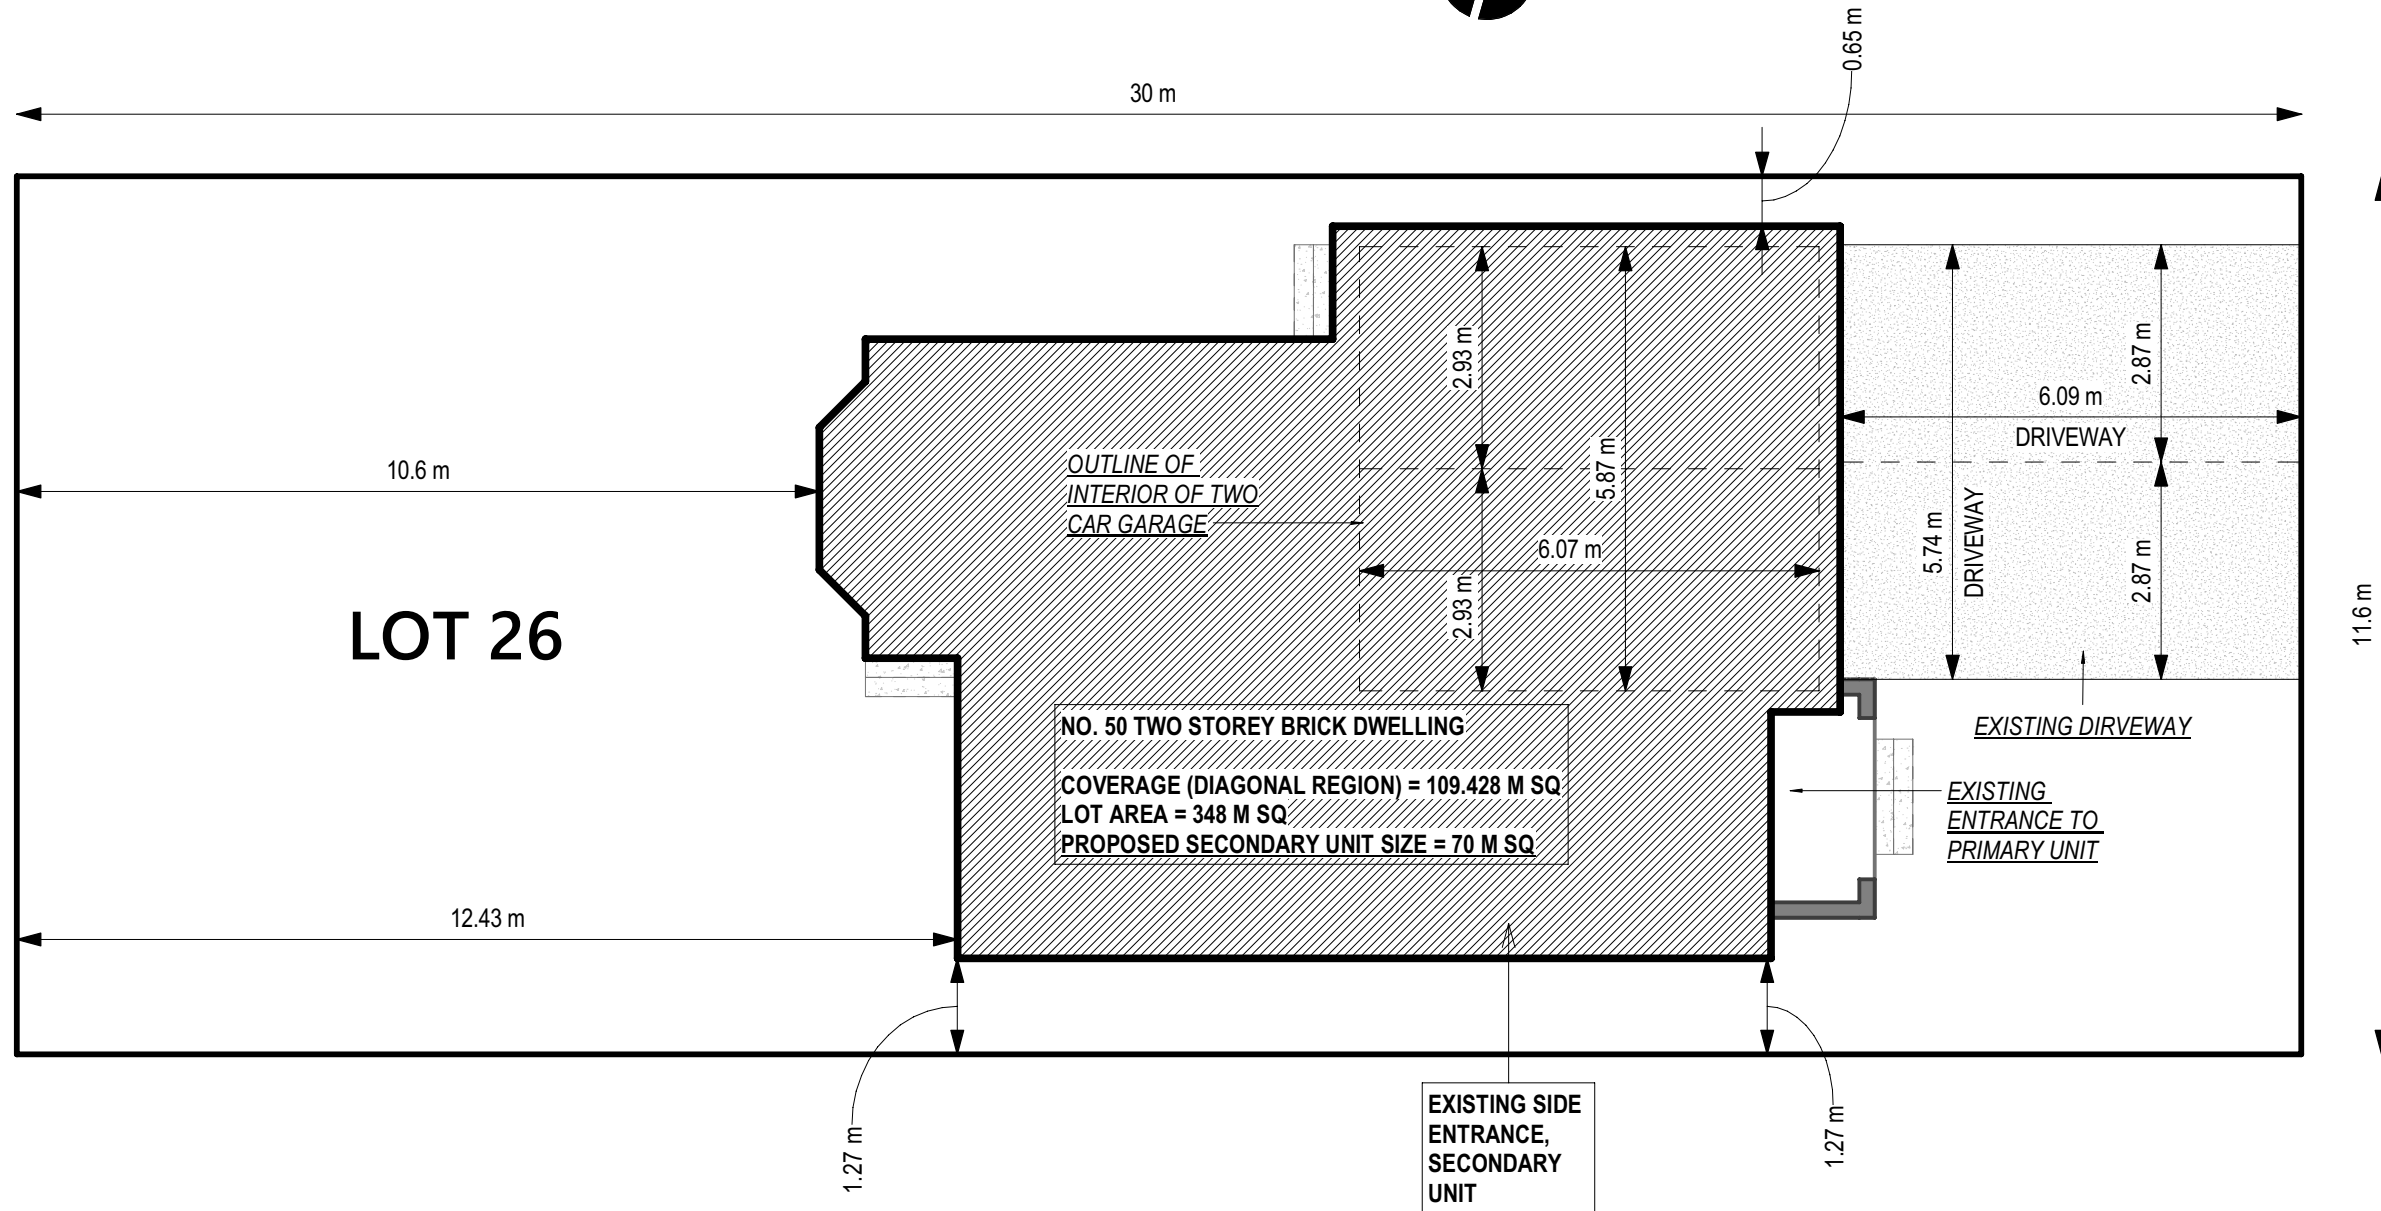 0.65 m
30 m
10.6 m
LOT 26
12.43 m
OUTLINE OF
INTERIOR OF TWO
CAR GARAGE
2.93 m
2.93 m
5.87 m
6.07 m
5.74 m
DRIVEWAY
6.09 m
DRIVEWAY
2.87 m
2.87 m
11.6 m
NO. 50 TWO STOREY BRICK DWELLING
COVERAGE (DIAGONAL REGION) = 109.428 M SQ
LOT AREA = 348 M SQ
PROPOSED SECONDARY UNIT SIZE = 70 M SQ
EXISTING DIRVEWAY
EXISTING
ENTRANCE TO
PRIMARY UNIT
1.27 m
1.27 m
EXISTING SIDE
ENTRANCE,
SECONDARY
UNIT